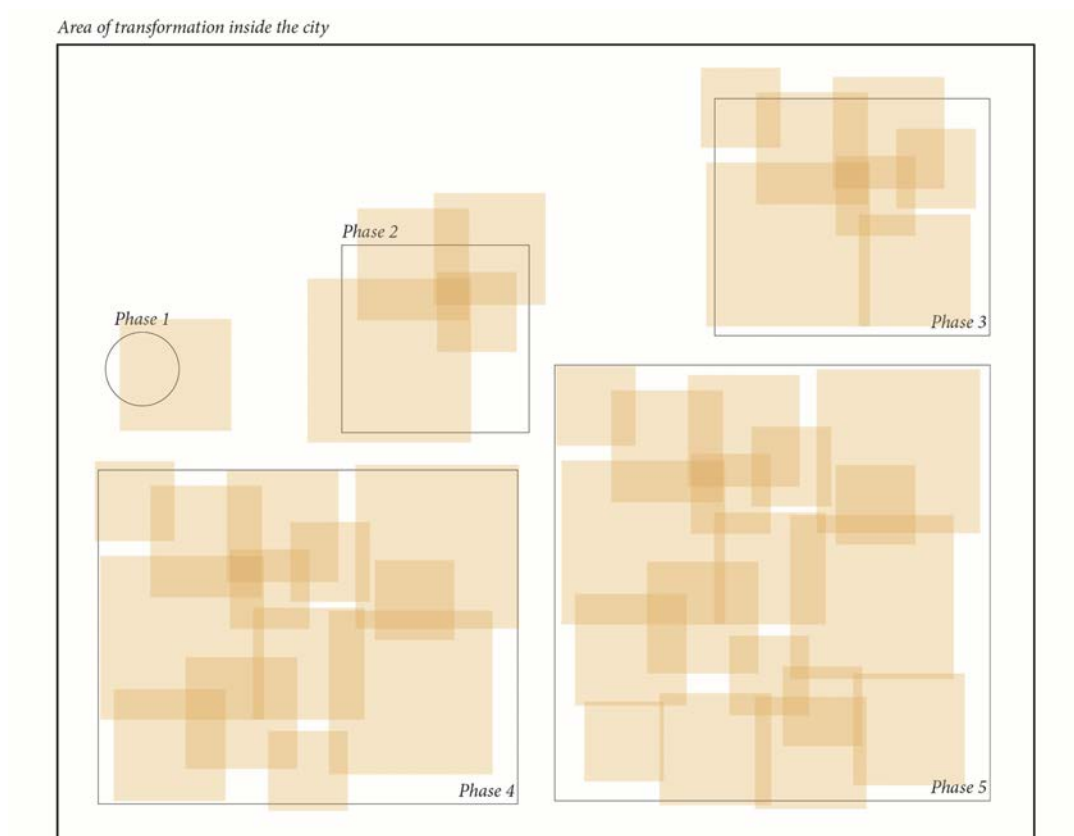 Area of transformation inside the city
Phase 1
Phase 2
Phase 3
Phase 4
Phase 5